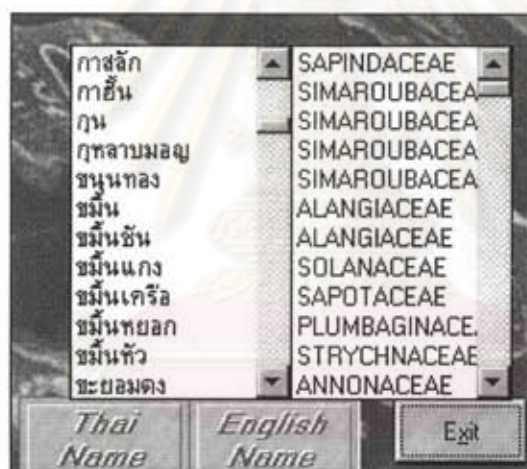 กาสลัก
กาฮั้น
กุน
กุหลาบมอญ
ขนุนทอง
ขมิ้น
ขมิ้นชัน
ขมิ้นแกง
ขมิ้นเครือ
ขมิ้นหยอก
ขมิ้นหัว
ขะยอมดง
SAPINDACEAE
SIMAROUBACEA
SIMAROUBACEA
SIMAROUBACEA
SIMAROUBACEA
ALANGIACEAE
ALANGIACEAE
SOLANACEAE
SAPOTACEAE
PLUMBAGINACE
STRYCHNACEAE
ANNONACEAE
Thai
Name
English
Name
Exit